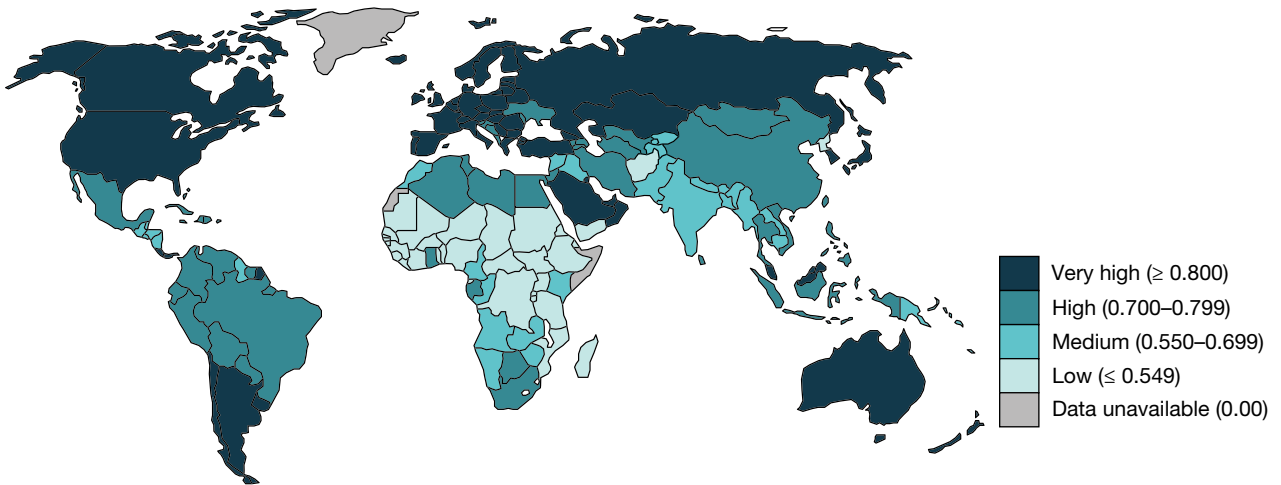 Very high (≥ 0.800)
High (0.700–0.799)
Medium (0.550–0.699)
Low (≤ 0.549)
Data unavailable (0.00)